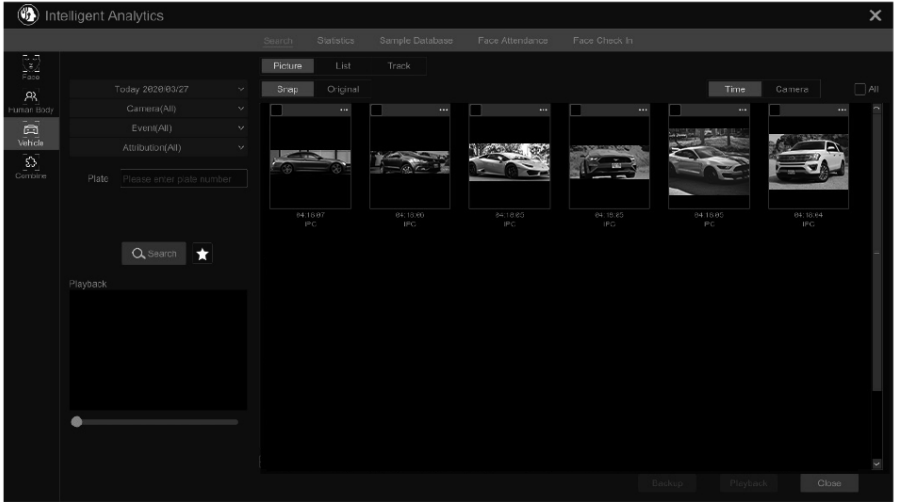 Intelligent Analytics
Search Statistics Sample Database Face Attendance Face Check In
Face
Human Body
Vehicle
Combine
Picture List Track
Snap Original
Time Camera All
Today 2020/03/27
Camera(All)
Event(All)
Attribution(All)
Plate Please enter plate number
Search
Playback
IPC
IPC
IPC
IPC
IPC
IPC
Backup Playback Close